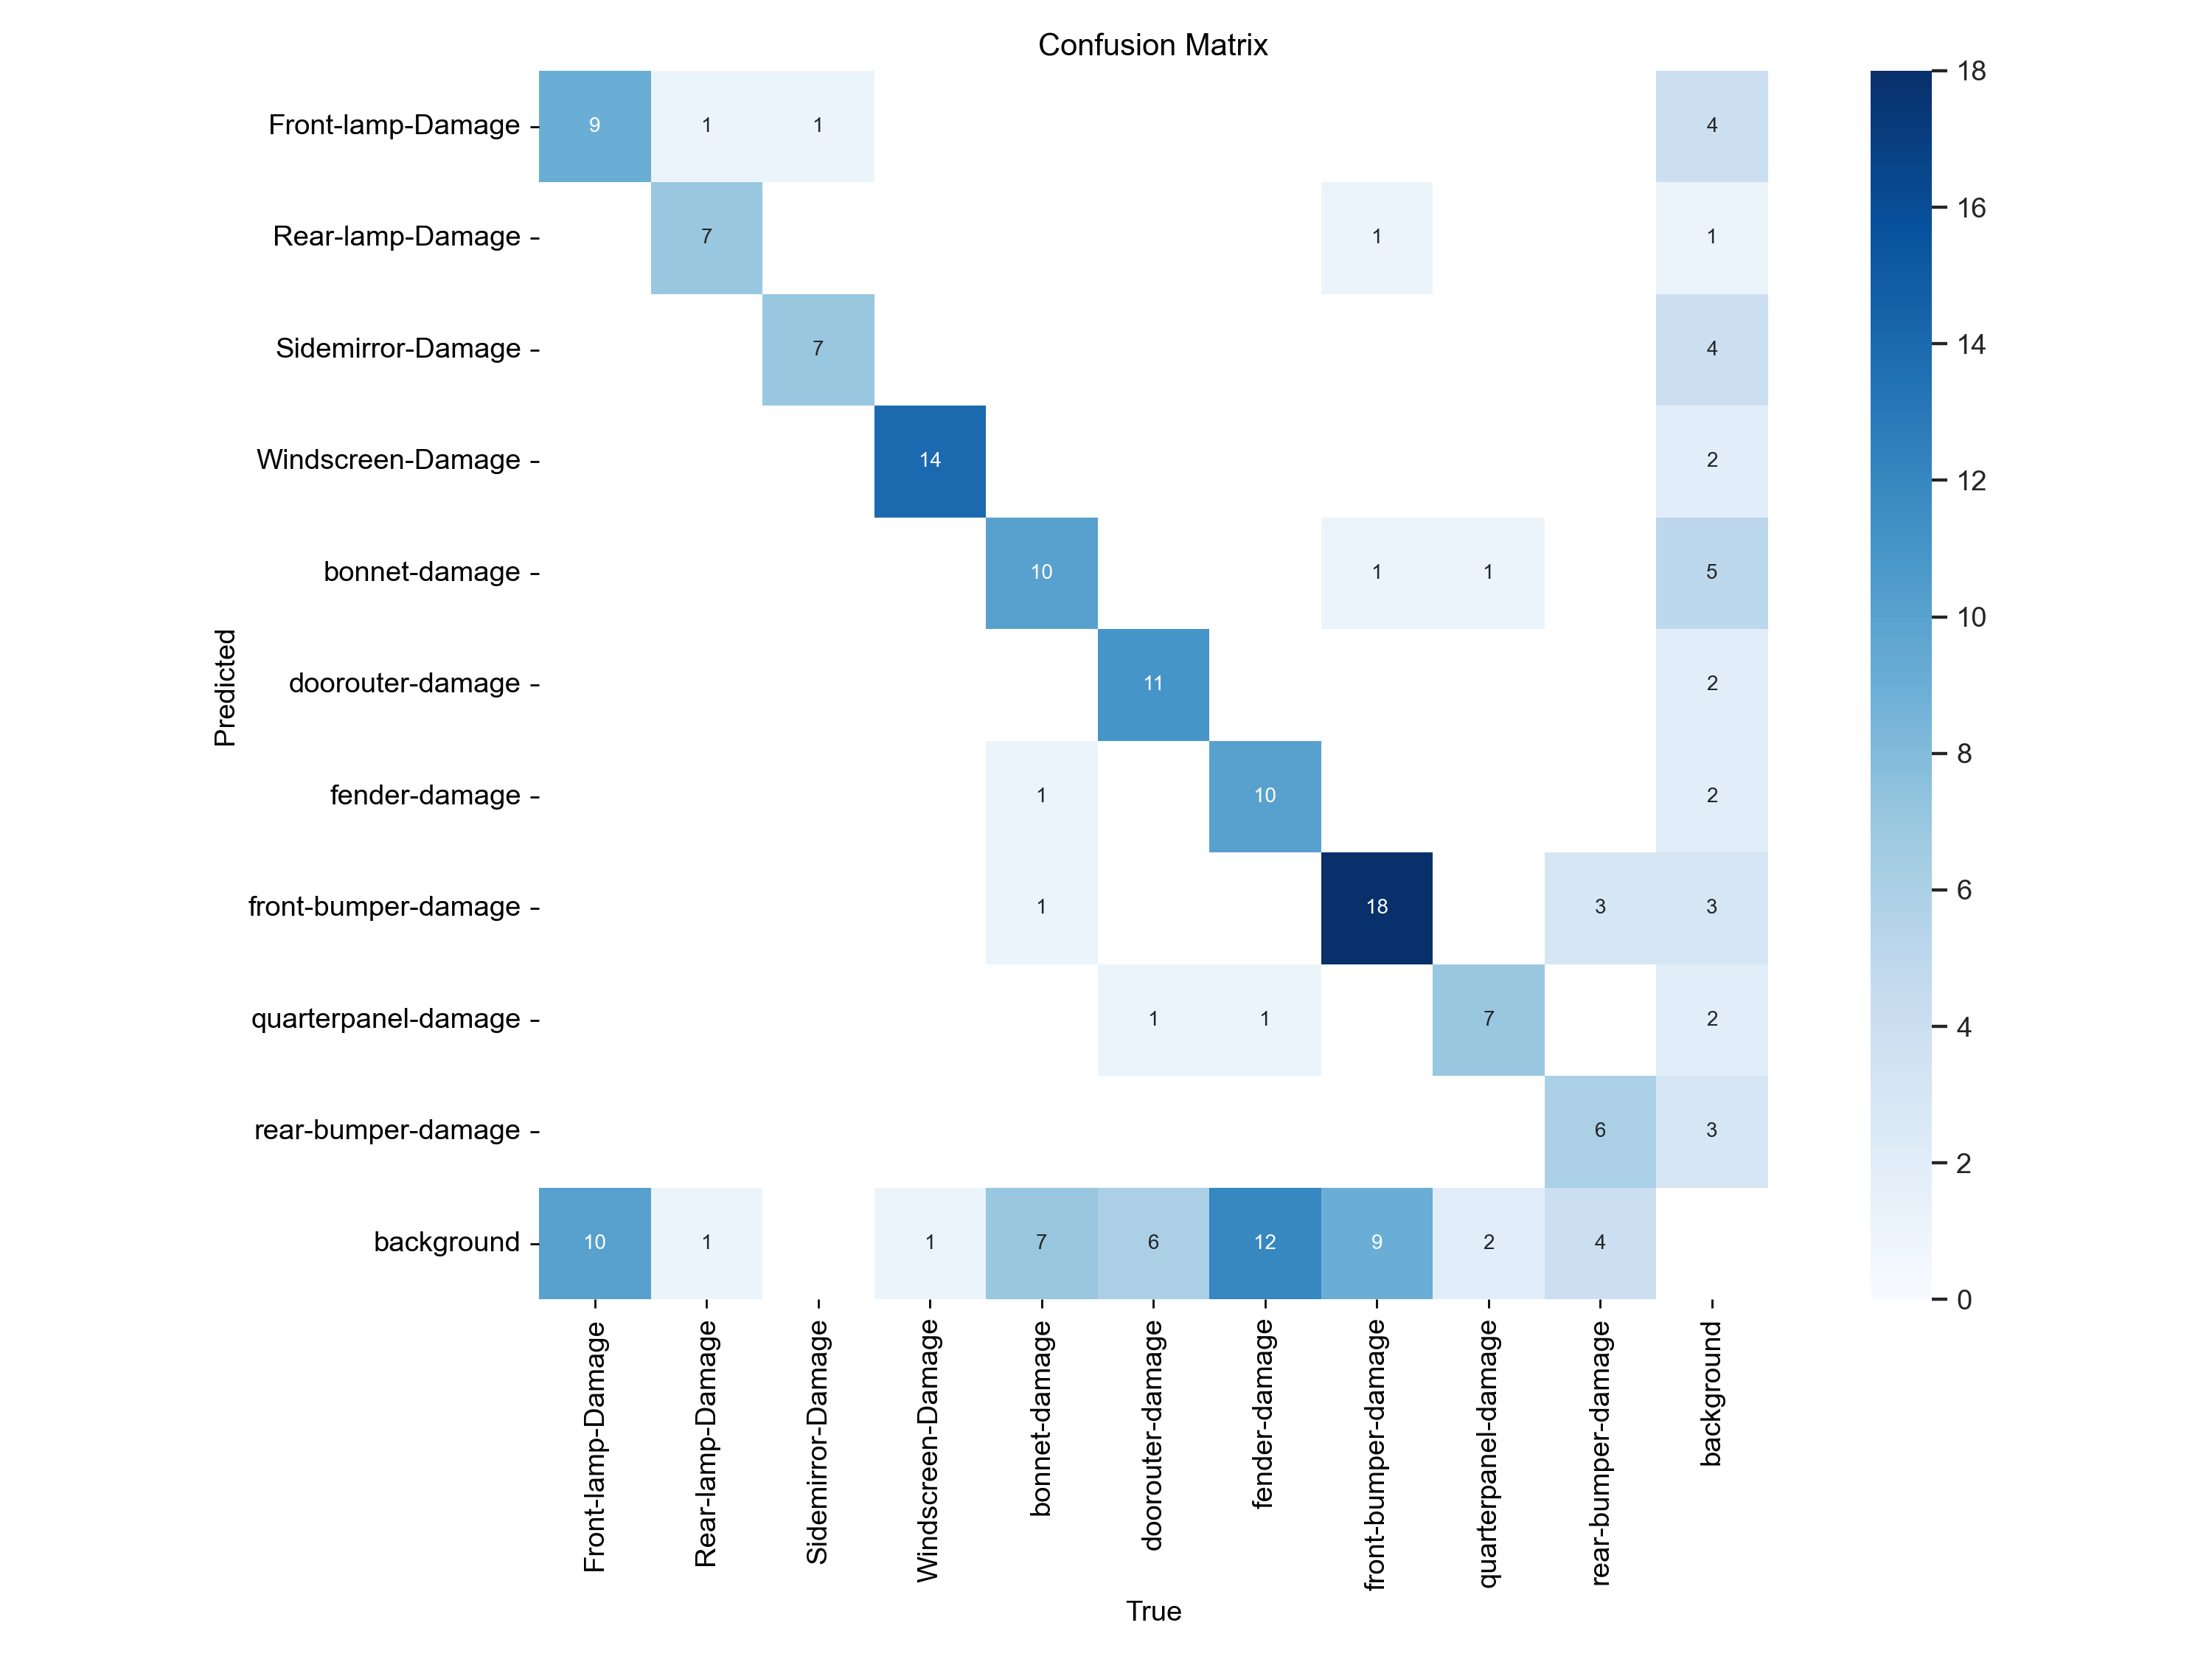 Confusion Matrix
Front-lamp-Damage 9 1 1 4
Rear-lamp-Damage 7 1 1
Sidemirror-Damage 7 4
Windscreen-Damage 14 2
bonnet-damage 10 1 1 5
doorouter-damage 11 2
fender-damage 1 10 2
front-bumper-damage 1 18 3 3
quarterpanel-damage 1 1 7 2
rear-bumper-damage 6 3
background 10 1 1 7 6 12 9 2 4
Predicted
Front-lamp-Damage
Rear-lamp-Damage
Sidemirror-Damage
Windscreen-Damage
bonnet-damage
doorouter-damage
fender-damage
front-bumper-damage
quarterpanel-damage
rear-bumper-damage
background
True
18
16
14
12
10
8
6
4
2
0